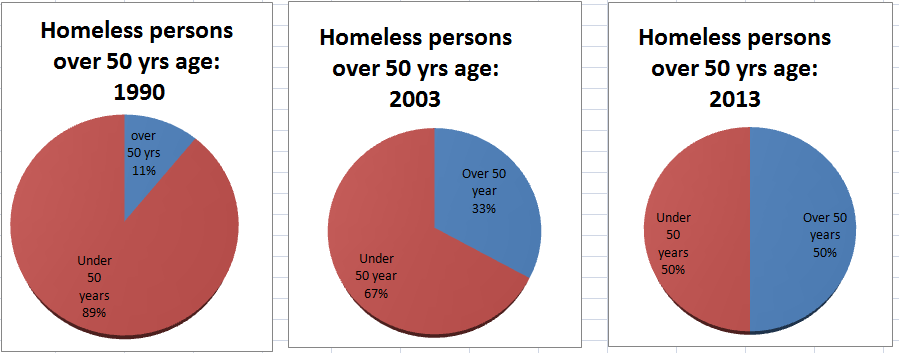 Homeless persons
over 50 yrs age:
1990
over
50 yrs
11%
Under
50
years
89%
Homeless persons
over 50 yrs age:
2003
Over 50
year
33%
Under
50 year
67%
Homeless persons
over 50 yrs age:
2013
Under
50
years
50%
Over 50
years
50%